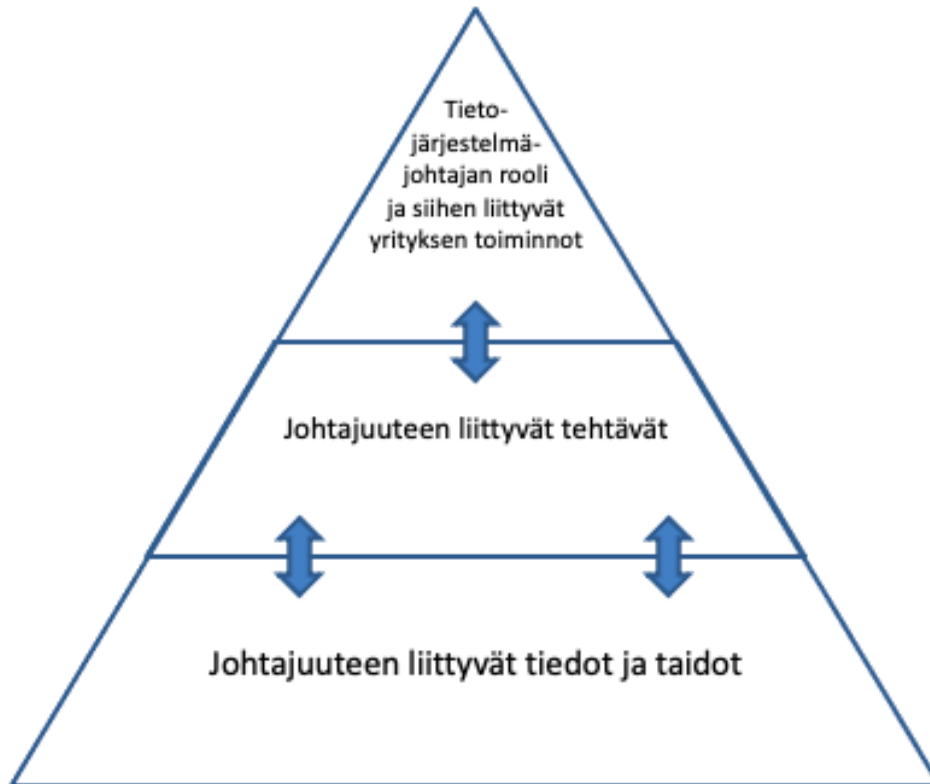 Tieto-
järjestelmä-
johtajan rooli
ja siihen liittyvät
yrityksen toiminnot
Johtajuuteen liittyvät tehtävät
Johtajuuteen liittyvät tiedot ja taidot